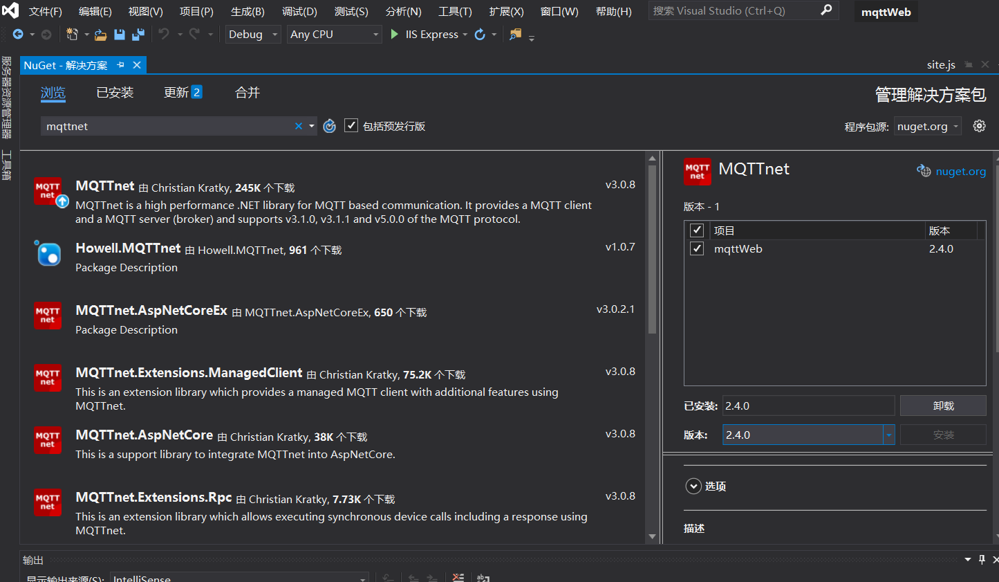 文件(F) 编辑(E) 视图(V) 项目(P) 生成(B) 调试(D) 测试(S) 分析(N) 工具(T) 扩展(X) 窗口(W) 帮助(H) 搜索 Visual Studio (Ctrl+Q) mqttWeb
Debug Any CPU IIS Express
服务器资源管理器
工具箱
NuGet - 解决方案 site.js
浏览 已安装 更新 2 合并 管理解决方案包
mqttnet 包括预发行版 程序包源: nuget.org
MQTT net
MQTTnet 由 Christian Kratky, 245K 个下载 v3.0.8
MQTTnet is a high performance .NET library for MQTT based communication. It provides a MQTT client
and a MQTT server (broker) and supports v3.1.0, v3.1.1 and v5.0.0 of the MQTT protocol.
Howell.MQTTnet 由 Howell.MQTTnet, 961 个下载 v1.0.7
Package Description
MQTT net
MQTTnet.AspNetCoreEx 由 MQTTnet.AspNetCoreEx, 650 个下载 v3.0.2.1
Package Description
MQTT net
MQTTnet.Extensions.ManagedClient 由 Christian Kratky, 75.2K 个下载 v3.0.8
This is an extension library which provides a managed MQTT client with additional features using
MQTTnet.
MQTT net
MQTTnet.AspNetCore 由 Christian Kratky, 38K 个下载 v3.0.8
This is a support library to integrate MQTTnet into AspNetCore.
MQTT net
MQTTnet.Extensions.Rpc 由 Christian Kratky, 7.73K 个下载 v3.0.8
This is an extension library which allows executing synchronous device calls including a response using
MQTTnet.
MQTT net
MQTTnet nuget.org
版本 - 1
项目 版本
mqttWeb 2.4.0
已安装: 2.4.0 卸载
版本: 2.4.0 安装
选项
描述
输出
显示输出来源(S): IntelliSense